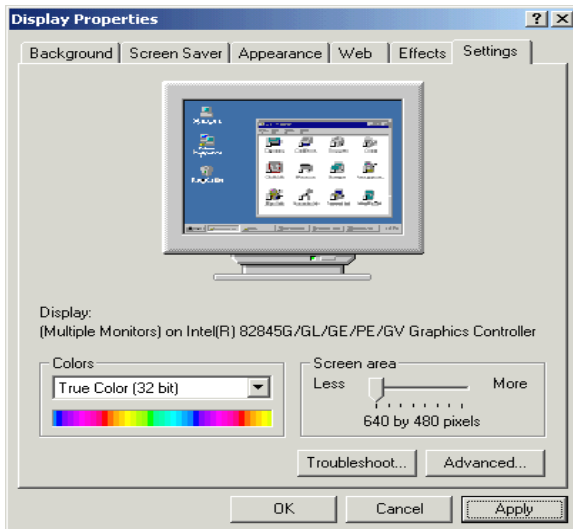 Display Properties
Background Screen Saver Appearance Web Effects Settings
Display:
(Multiple Monitors) on Intel(R) 82845G/GL/GE/PE/GV Graphics Controller
Colors
True Color (32 bit)
Screen area
Less More
640 by 480 pixels
Troubleshoot... Advanced...
OK Cancel Apply